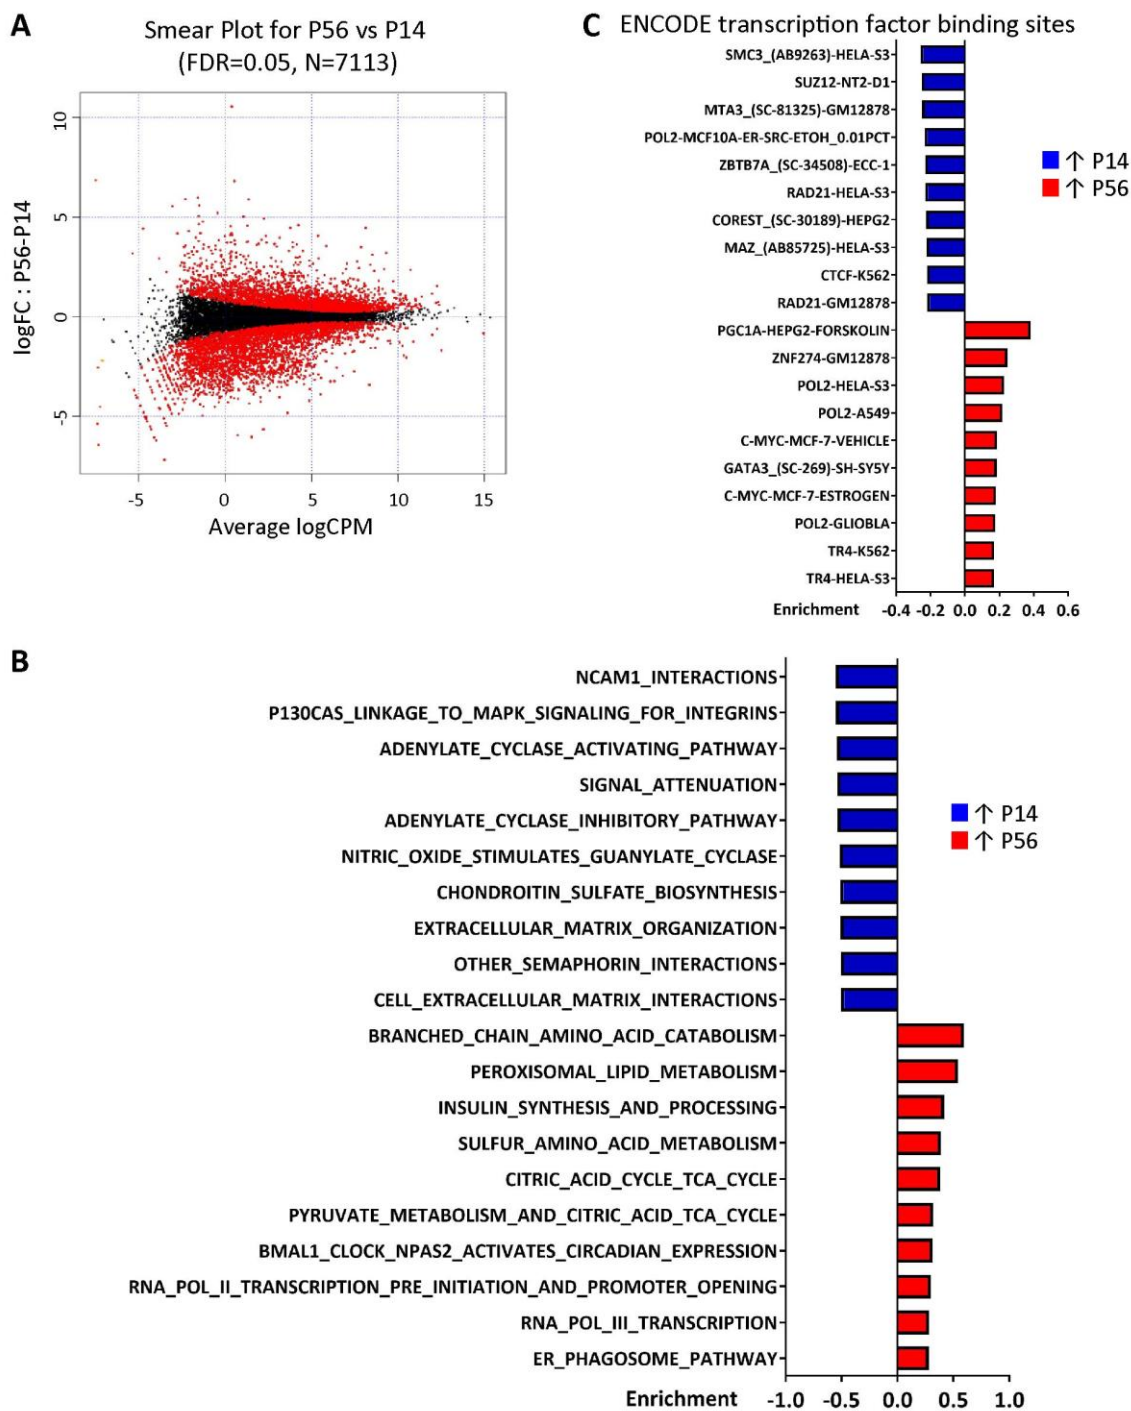 A
Smear Plot for P56 vs P14
(FDR=0.05, N=7113)
logFC : P56-P14
10
5
0
-5
-5 0 5 10 15
Average logCPM
C ENCODE transcription factor binding sites
SMC3_(AB9263)-HELA-S3
SUZ12-NT2-D1
MTA3_(SC-81325)-GM12878
POL2-MCF10A-ER-SRC-ETOH_0.01PCT
ZBTB7A_(SC-34508)-ECC-1
RAD21-HELA-S3
COREST_(SC-30189)-HEPG2
MAZ_(AB85725)-HELA-S3
CTCF-K562
RAD21-GM12878
PGC1A-HEPG2-FORSKOLIN
ZNF274-GM12878
POL2-HELA-S3
POL2-A549
C-MYC-MCF-7-VEHICLE
GATA3_(SC-269)-SH-SY5Y
C-MYC-MCF-7-ESTROGEN
POL2-GLIOBLA
TR4-K562
TR4-HELA-S3
Enrichment -0.4 -0.2 0.0 0.2 0.4 0.6
↑ P14
↑ P56
B
NCAM1_INTERACTIONS
P130CAS_LINKAGE_TO_MAPK_SIGNALING_FOR_INTEGRINS
ADENYLATE_CYCLASE_ACTIVATING_PATHWAY
SIGNAL_ATTENUATION
ADENYLATE_CYCLASE_INHIBITORY_PATHWAY
NITRIC_OXIDE_STIMULATES_GUANYLATE_CYCLASE
CHONDROITIN_SULFATE_BIOSYNTHESIS
EXTRACELLULAR_MATRIX_ORGANIZATION
OTHER_SEMAPHORIN_INTERACTIONS
CELL_EXTRACELLULAR_MATRIX_INTERACTIONS
BRANCHED_CHAIN_AMINO_ACID_CATABOLISM
PEROXISOMAL_LIPID_METABOLISM
INSULIN_SYNTHESIS_AND_PROCESSING
SULFUR_AMINO_ACID_METABOLISM
CITRIC_ACID_CYCLE_TCA_CYCLE
PYRUVATE_METABOLISM_AND_CITRIC_ACID_TCA_CYCLE
BMAL1_CLOCK_NPAS2_ACTIVATES_CIRCADIAN_EXPRESSION
RNA_POL_II_TRANSCRIPTION_PRE_INITIATION_AND_PROMOTER_OPENING
RNA_POL_III_TRANSCRIPTION
ER_PHAGOSOME_PATHWAY
Enrichment -1.0 -0.5 0.0 0.5 1.0
↑ P14
↑ P56